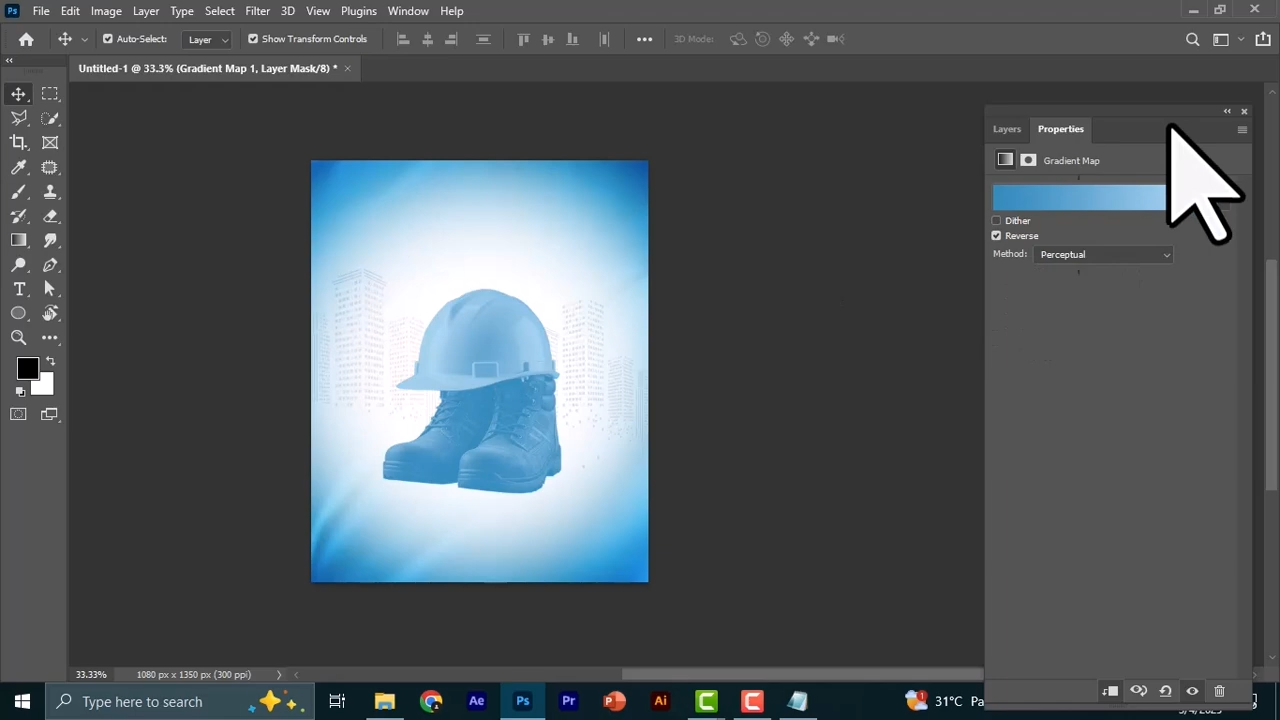 Ps File Edit Image Layer Type Select Filter 3D View Plugins Window Help
Auto-Select: Layer Show Transform Controls ••• 3D Mode:
Untitled-1 @ 33.3% (Gradient Map 1, Layer Mask/8) * ×
Layers Properties
Gradient Map
Dither
Reverse
Method: Perceptual
33.33% 1080 px x 1350 px (300 ppi)
Type here to search Ae Ps Pr P Ai C C 31°C